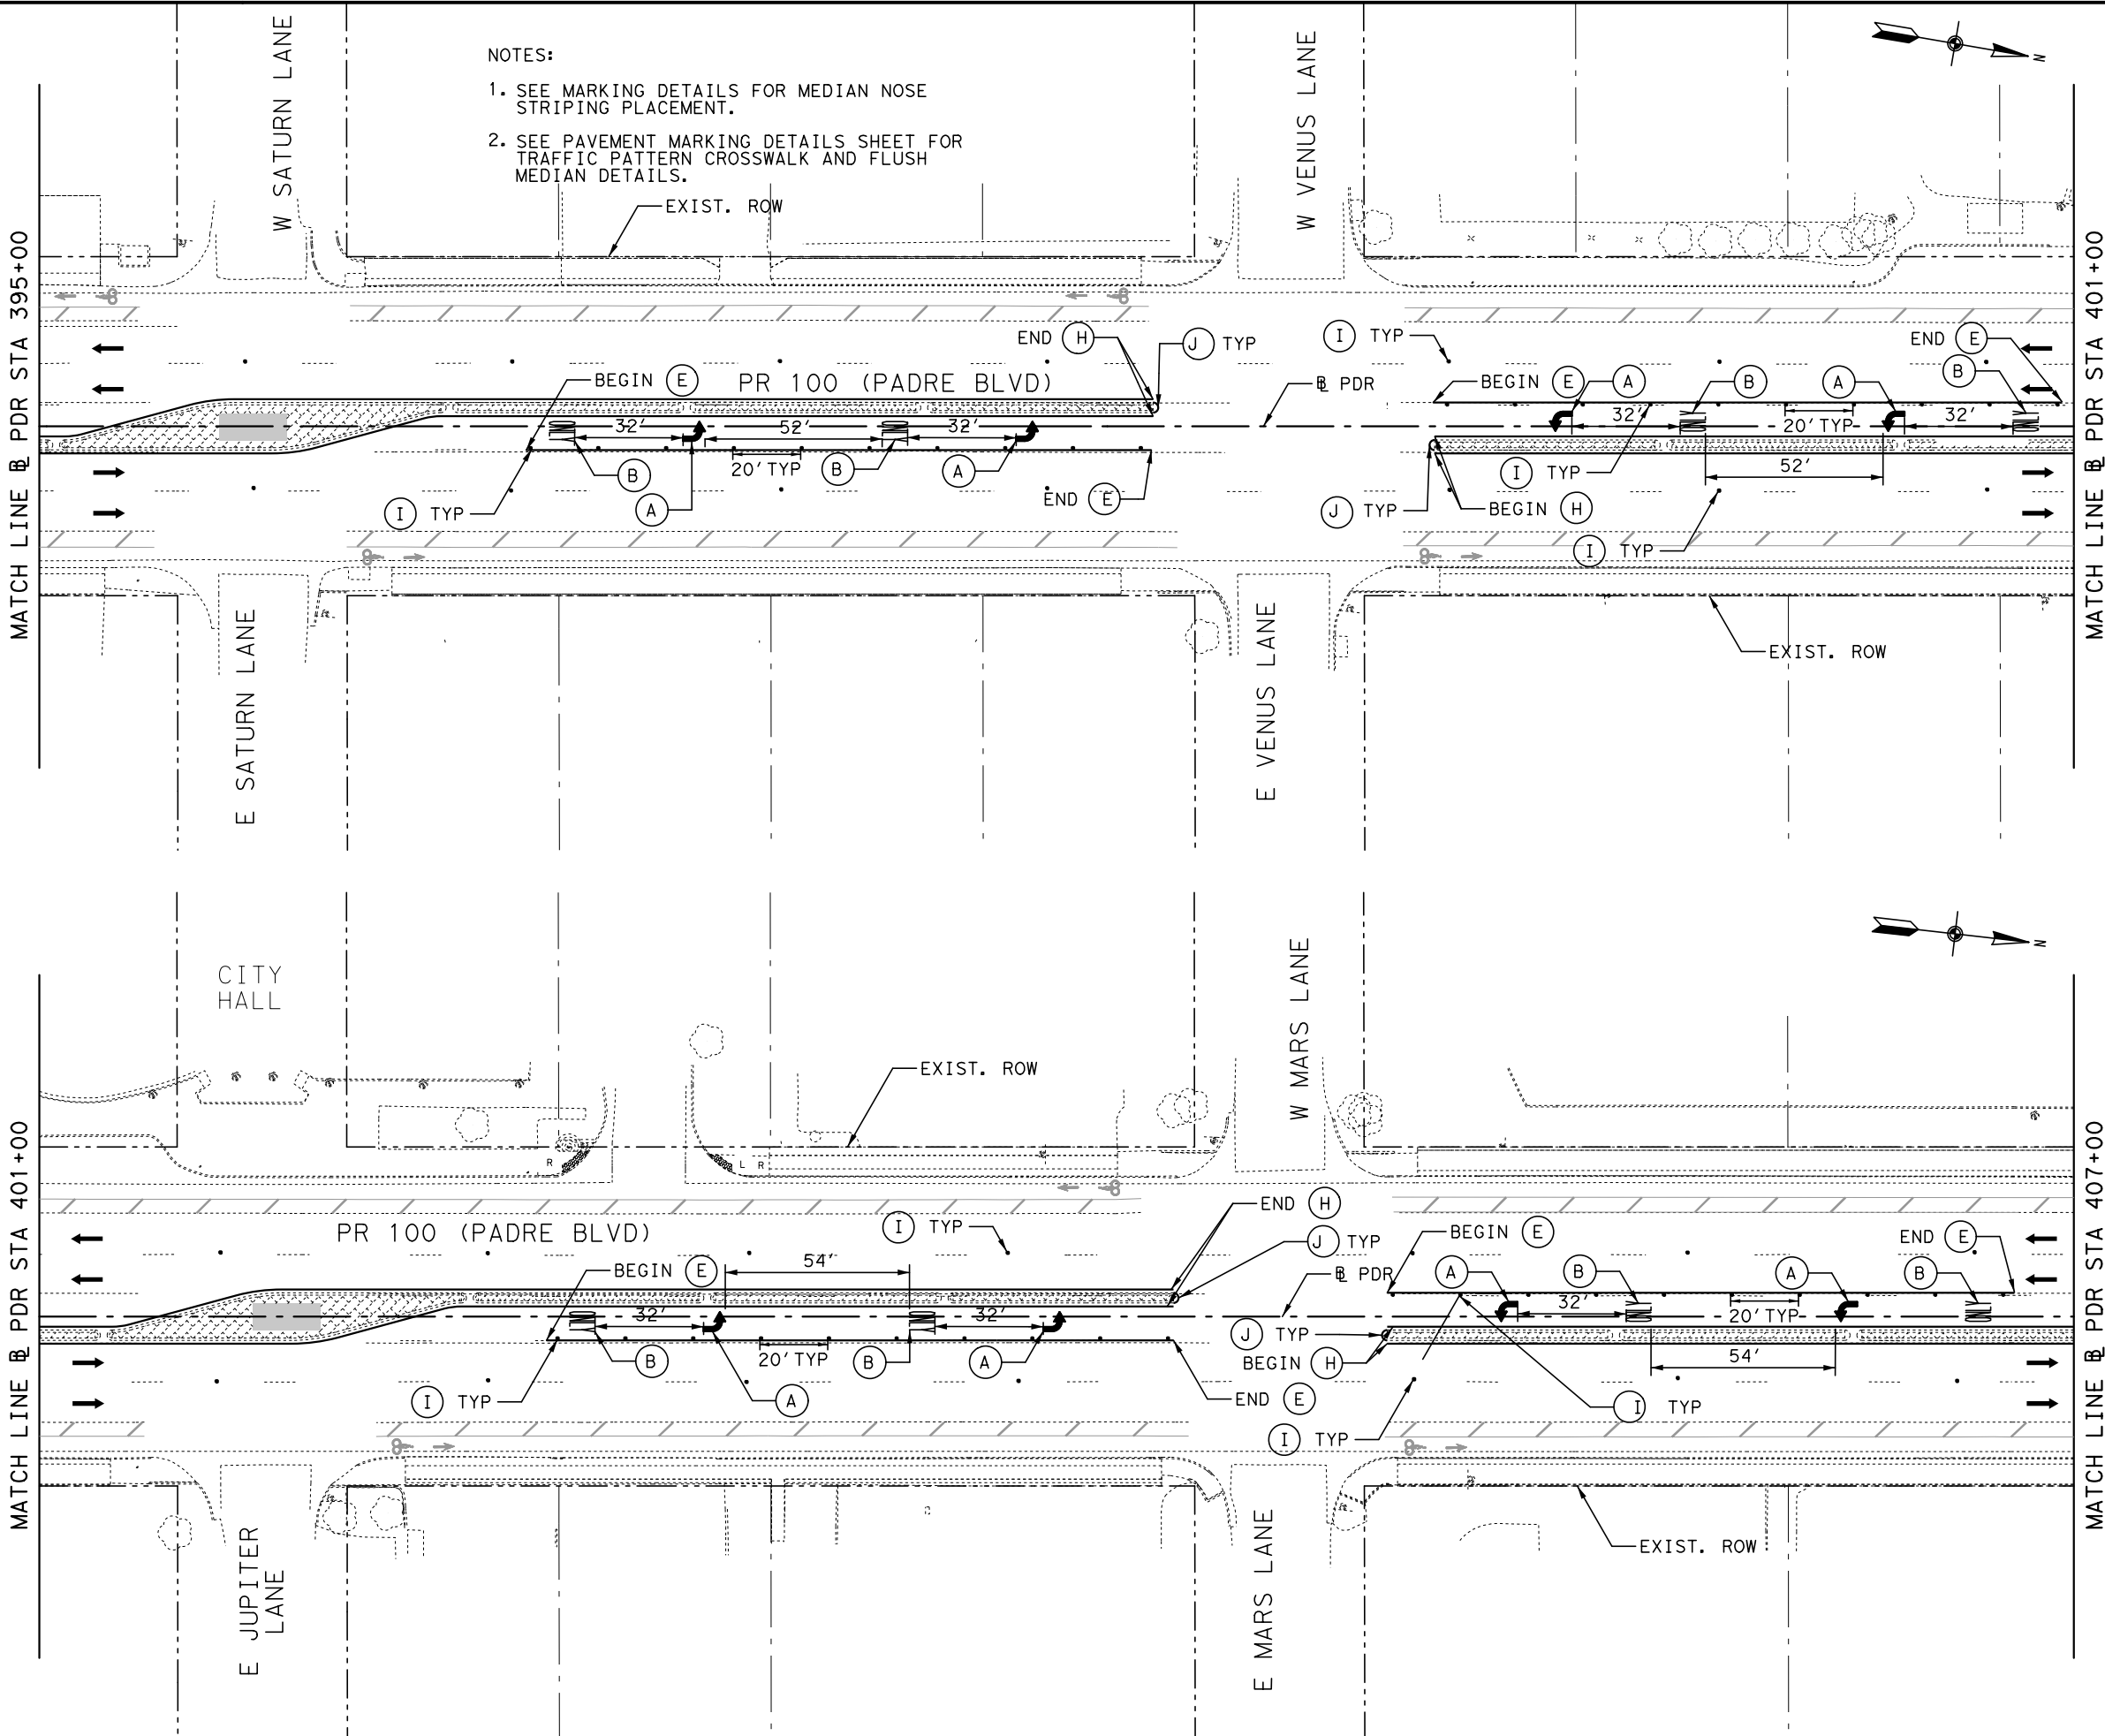 NOTES:
1. SEE MARKING DETAILS FOR MEDIAN NOSE
STRIPING PLACEMENT.
2. SEE PAVEMENT MARKING DETAILS SHEET FOR
TRAFFIC PATTERN CROSSWALK AND FLUSH
MEDIAN DETAILS.
W SATURN LANE
W VENUS LANE
N
EXIST. ROW
MATCH LINE ℄ PDR STA 395+00
MATCH LINE ℄ PDR STA 401+00
END H
J TYP
I TYP
END E
BEGIN E
PR 100 (PADRE BLVD)
℄ PDR
BEGIN E
A
B
A
B
32'
52'
32'
32'
20' TYP
32'
B
20' TYP
B
A
I TYP
52'
I TYP
A
END E
J TYP
BEGIN H
I TYP
EXIST. ROW
E SATURN LANE
E VENUS LANE
CITY
HALL
W MARS LANE
N
EXIST. ROW
R
L
R
MATCH LINE ℄ PDR STA 401+00
MATCH LINE ℄ PDR STA 407+00
PR 100 (PADRE BLVD)
I TYP
END H
J TYP
BEGIN E
END E
BEGIN E
54'
℄ PDR
A
B
A
B
32'
32'
32'
20' TYP
20' TYP
B
B
A
J TYP
BEGIN H
54'
I TYP
A
END E
I TYP
I TYP
EXIST. ROW
E JUPITER
LANE
E MARS LANE